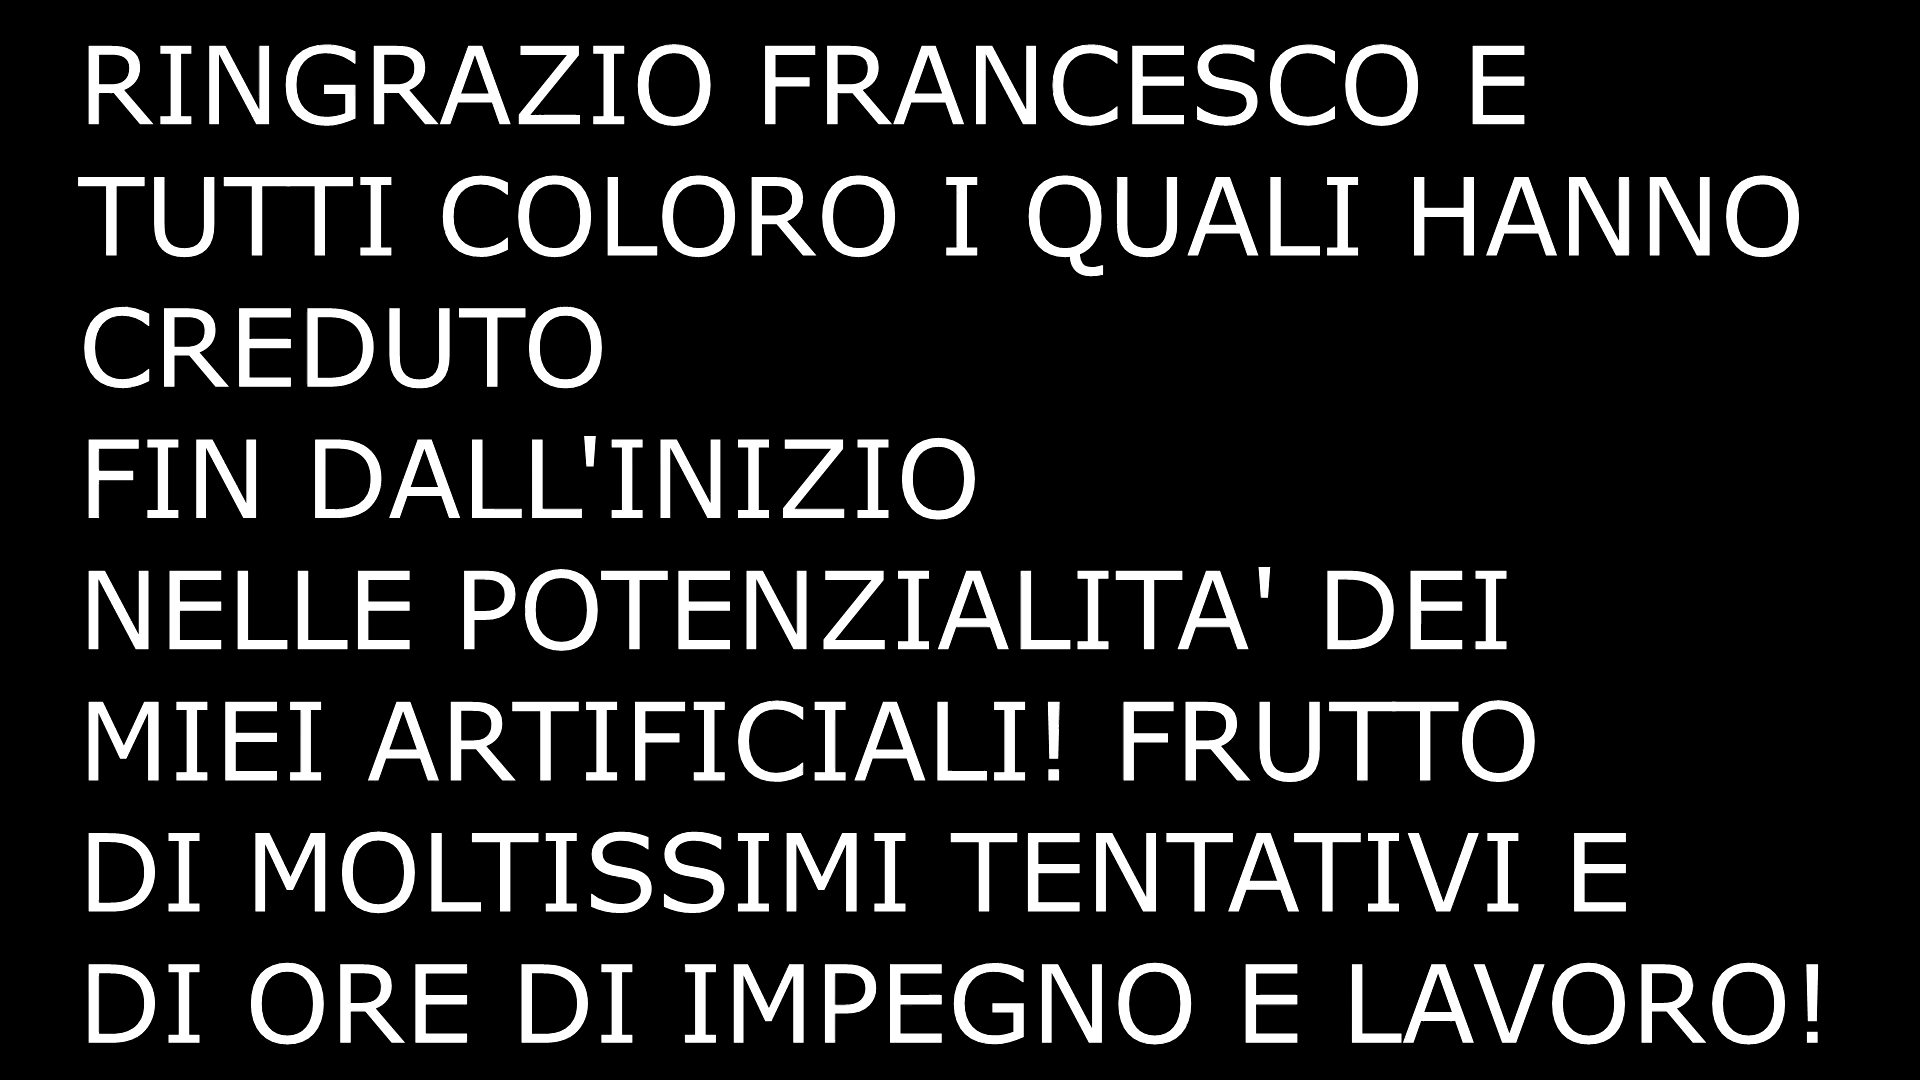 RINGRAZIO FRANCESCO E
TUTTI COLORO I QUALI HANNO
CREDUTO
FIN DALL'INIZIO
NELLE POTENZIALITA' DEI
MIEI ARTIFICIALI! FRUTTO
DI MOLTISSIMI TENTATIVI E
DI ORE DI IMPEGNO E LAVORO!